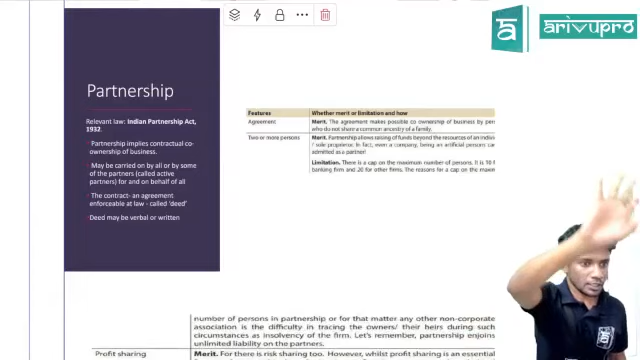 arivupro
Partnership
Relevant law: Indian Partnership Act,
1932.
Partnership implies contractual co-
ownership of business.
May be carried on by all or by some
of the partners (called active
partners) for and on behalf of all
The contract - an agreement
enforceable at law - called 'deed'
Deed may be verbal or written
Features Whether merit or limitation and how
Agreement Merit. The agreement makes possible co ownership of business by per
who do not share a common ancestry of a family.
Two or more persons Merit. Partnership allows raising of funds beyond the resources of an
/ sole proprietor. In fact, even a company, being an artificial person
admitted as a partner
Limitation. There is a cap on the maximum number of persons. It is 10
banking firm and 20 for other firms. The reasons for a cap on the
number of persons in partnership or for that matter any other non-corporate
association is the difficulty in tracing the owners/ their heirs during such
circumstances as insolvency of the firm. Let's remember, partnership enjoins
unlimited liability on the partners.
Profit sharing Merit. For there is risk sharing too. However, whilst profit sharing is an essential